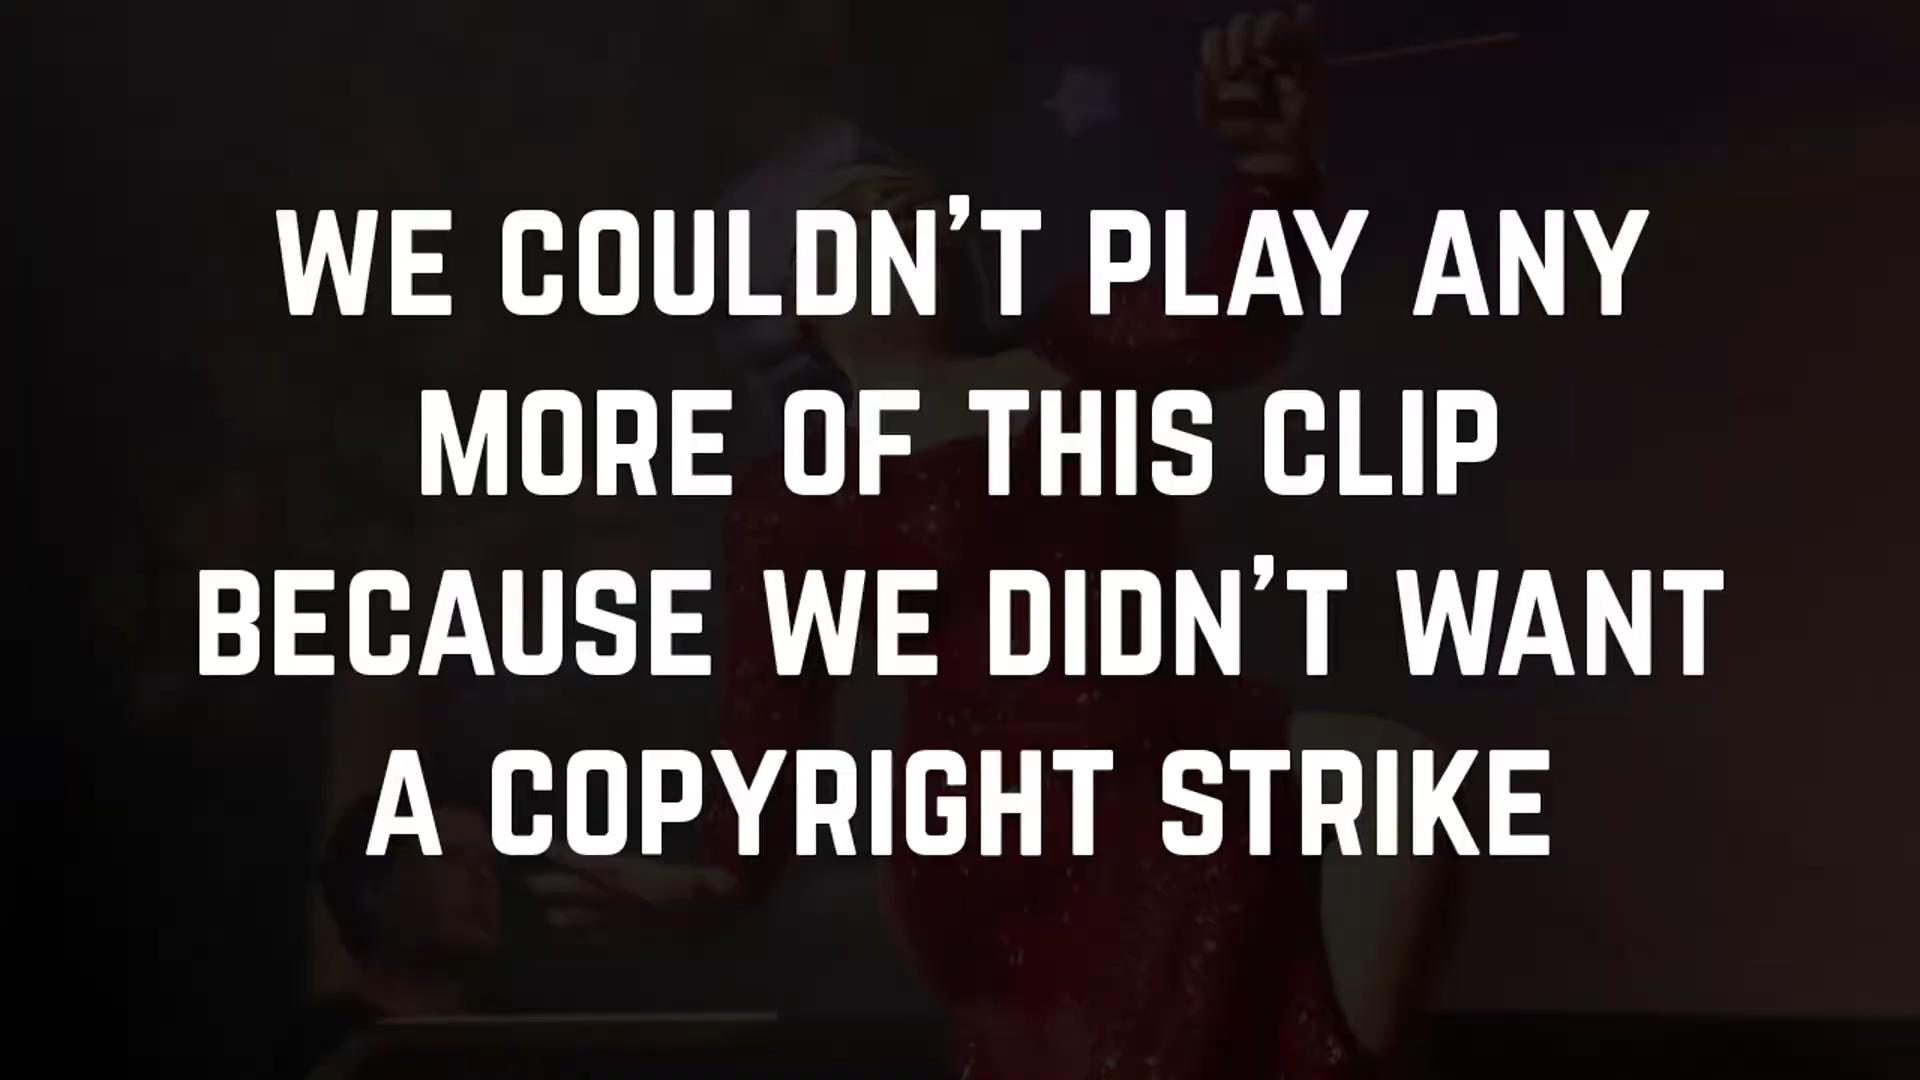 WE COULDN'T PLAY ANY
MORE OF THIS CLIP
BECAUSE WE DIDN'T WANT
A COPYRIGHT STRIKE